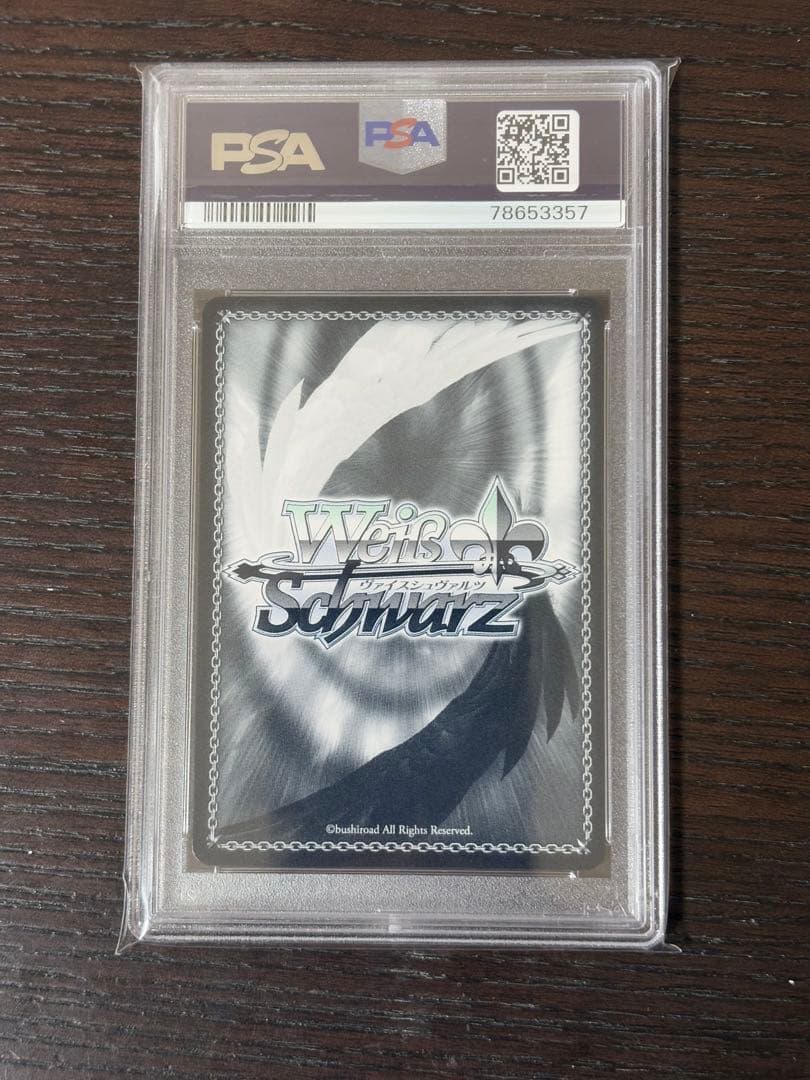 PSA PSA
78653357
Weiß
ヴァイスシュヴァルツ
Schwarz
©bushiroad All Rights Reserved.